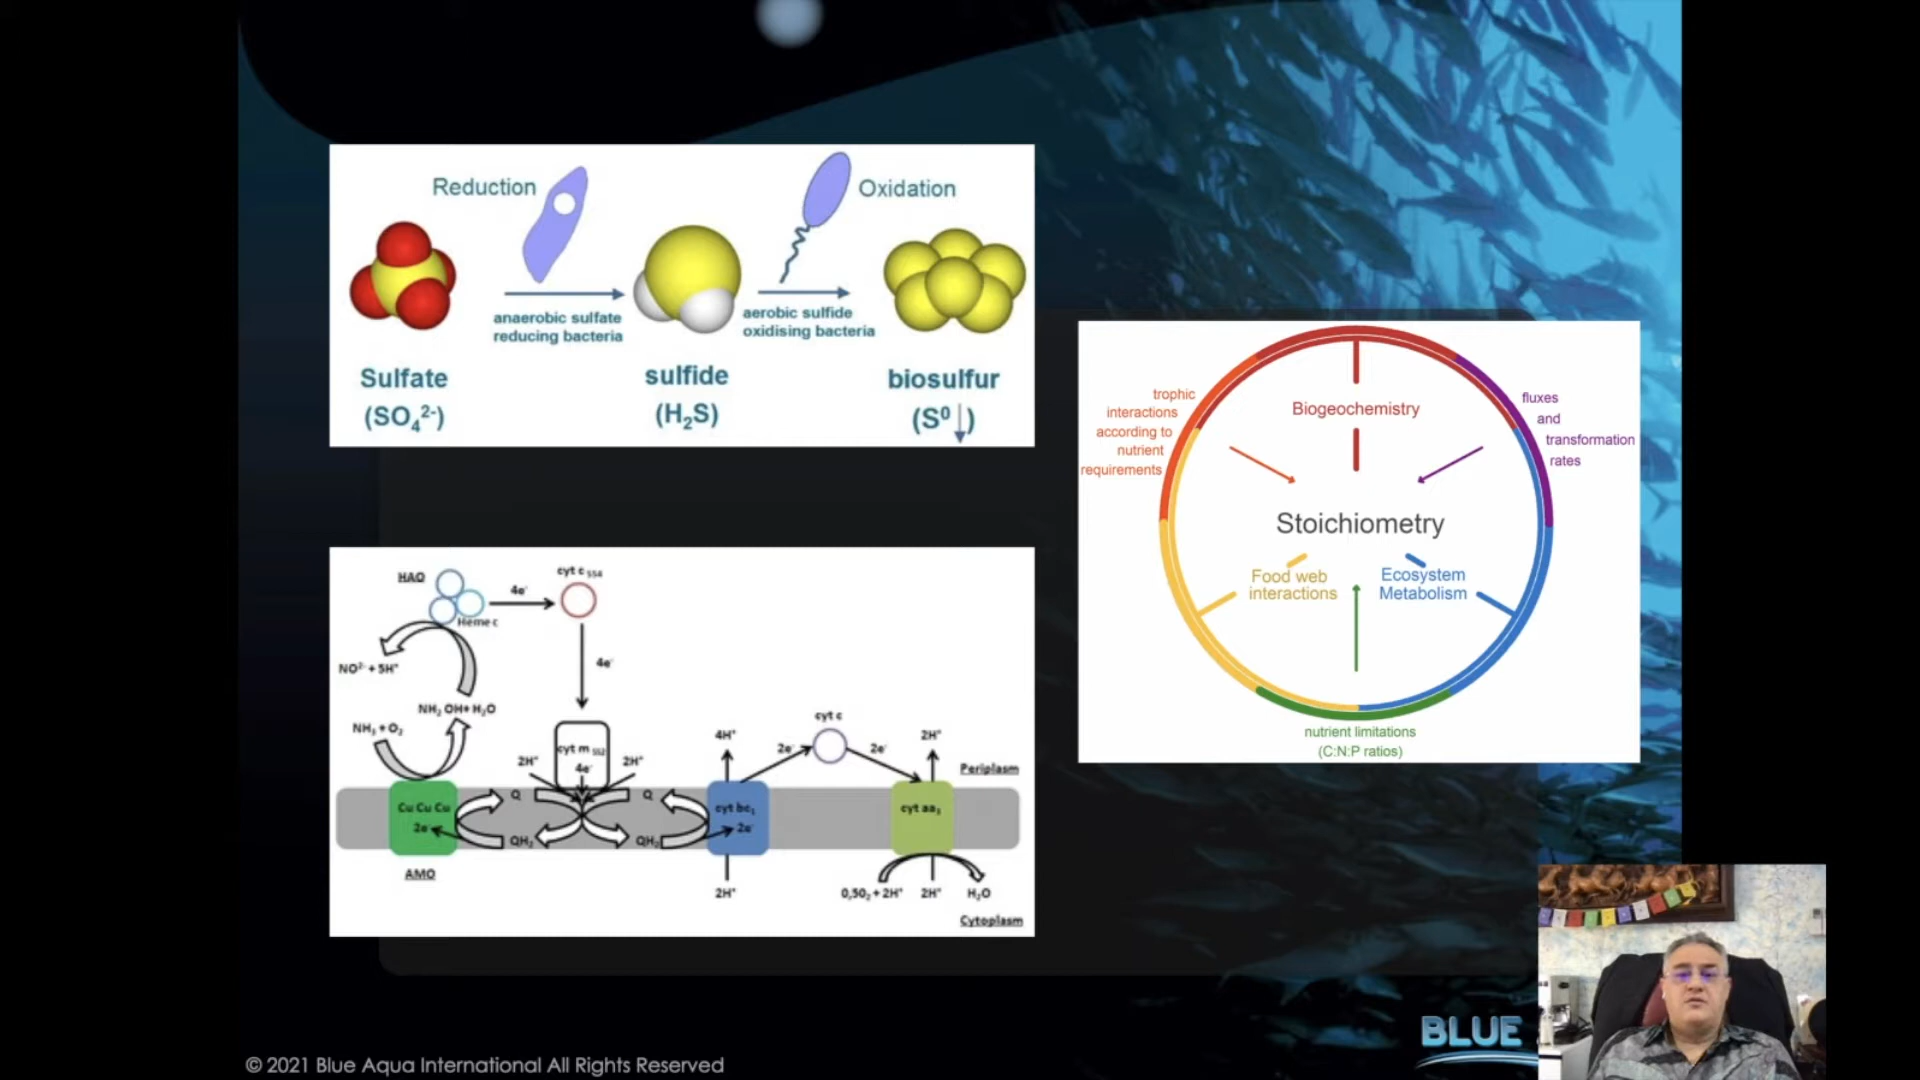 Reduction
Oxidation
anaerobic sulfate
reducing bacteria
aerobic sulfide
oxidising bacteria
Sulfate
(SO₄²⁻)
sulfide
(H₂S)
biosulfur
(S⁰↓)
HAO
Heme c
4e⁻
cyt c 554
4e⁻
NO²⁻ + 5H⁺
NH₂ OH+ H₂O
NH₃ + O₂
cyt m 552
4e⁻
2H⁺
2H⁺
4H⁺
2e⁻
cyt c
2e⁻
2H⁺
Periplasm
Cu Cu Cu
2e⁻
Q
QH₂
Q
QH₂
cyt bc₁
2e⁻
cyt aa₃
AMO
2H⁺
0,5O₂ + 2H⁺
2H⁺
H₂O
Cytoplasm
trophic
interactions
according to
nutrient
requirements
Biogeochemistry
fluxes
and
transformation
rates
Stoichiometry
Food web
interactions
Ecosystem
Metabolism
nutrient limitations
(C:N:P ratios)
BLUE
© 2021 Blue Aqua International All Rights Reserved